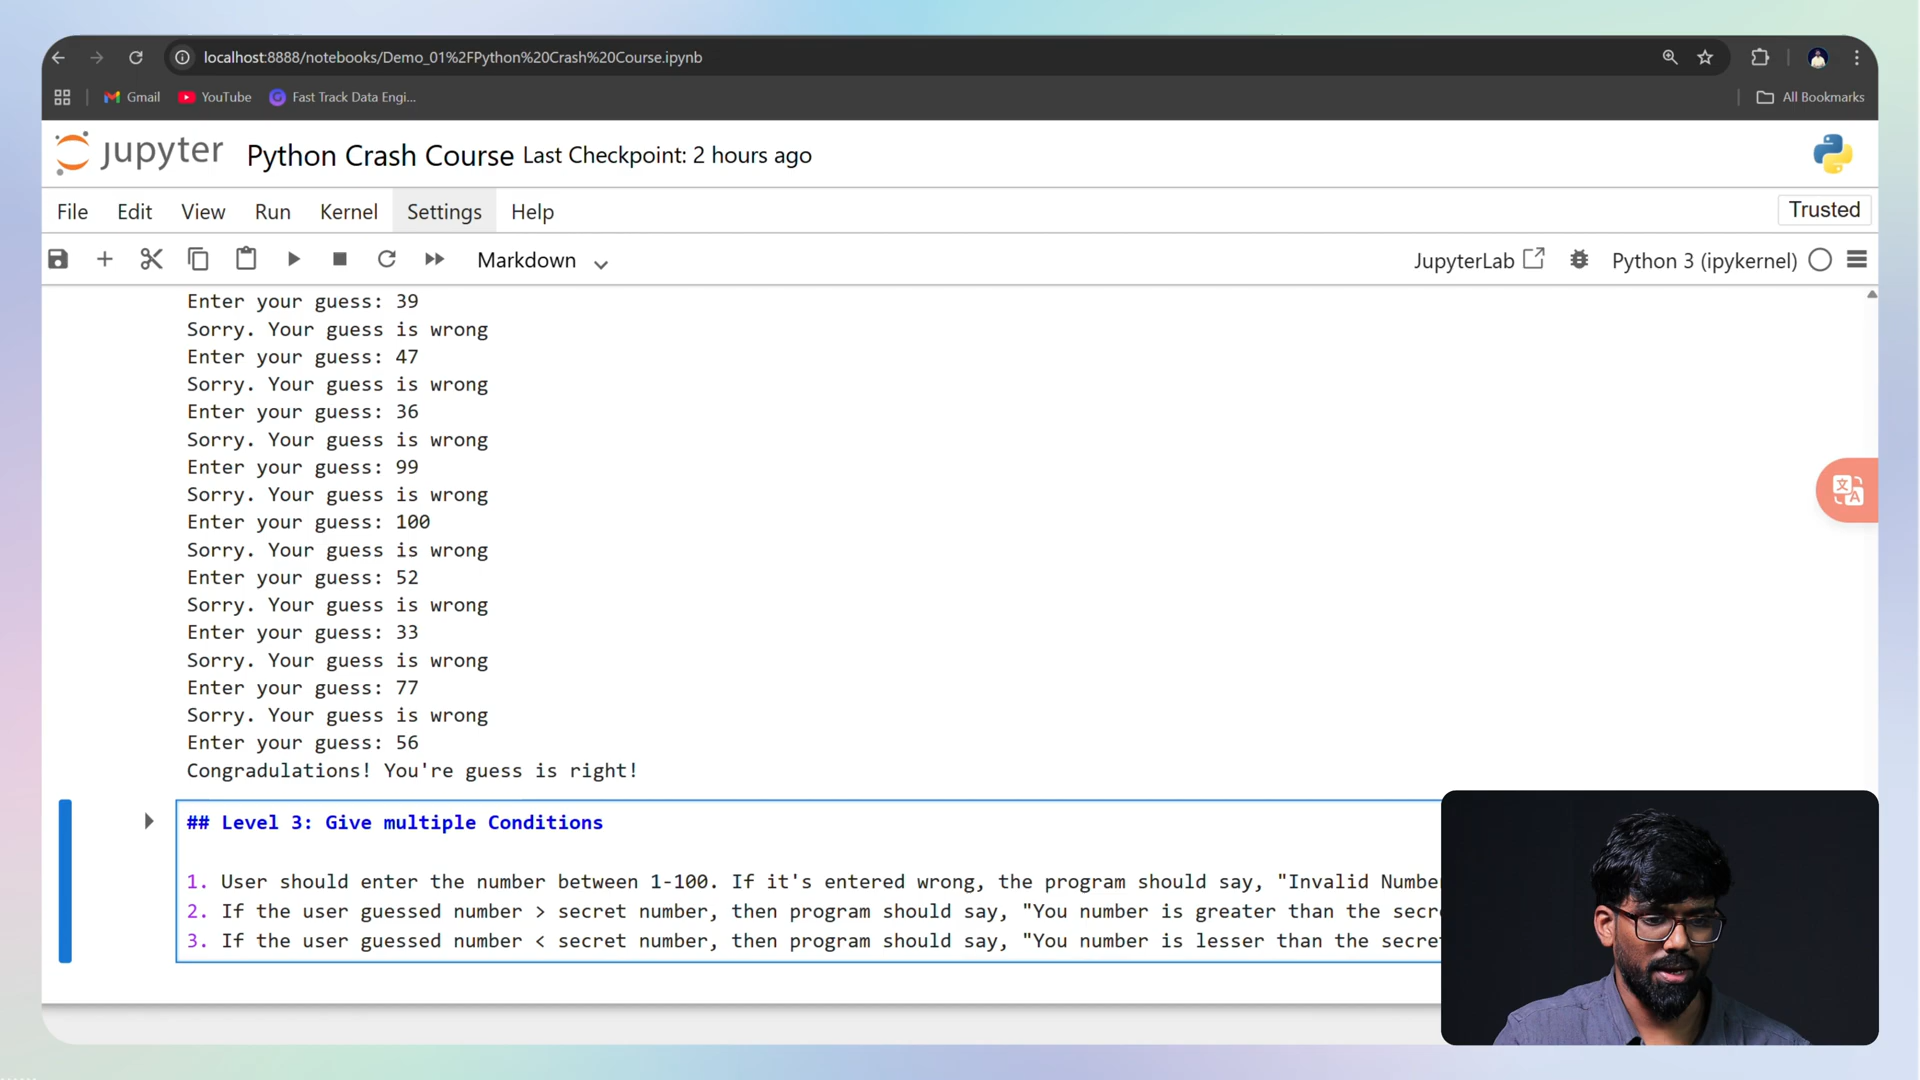 localhost:8888/notebooks/Demo_01%2FPython%20Crash%20Course.ipynb
Gmail YouTube Fast Track Data Engi... All Bookmarks
jupyter Python Crash Course Last Checkpoint: 2 hours ago
File Edit View Run Kernel Settings Help Trusted
Markdown JupyterLab Python 3 (ipykernel)
Enter your guess: 39
Sorry. Your guess is wrong
Enter your guess: 47
Sorry. Your guess is wrong
Enter your guess: 36
Sorry. Your guess is wrong
Enter your guess: 99
Sorry. Your guess is wrong
Enter your guess: 100
Sorry. Your guess is wrong
Enter your guess: 52
Sorry. Your guess is wrong
Enter your guess: 33
Sorry. Your guess is wrong
Enter your guess: 77
Sorry. Your guess is wrong
Enter your guess: 56
Congradulations! You're guess is right!
## Level 3: Give multiple Conditions
1. User should enter the number between 1-100. If it's entered wrong, the program should say, "Invalid Numbe
2. If the user guessed number > secret number, then program should say, "You number is greater than the secr
3. If the user guessed number < secret number, then program should say, "You number is lesser than the secret